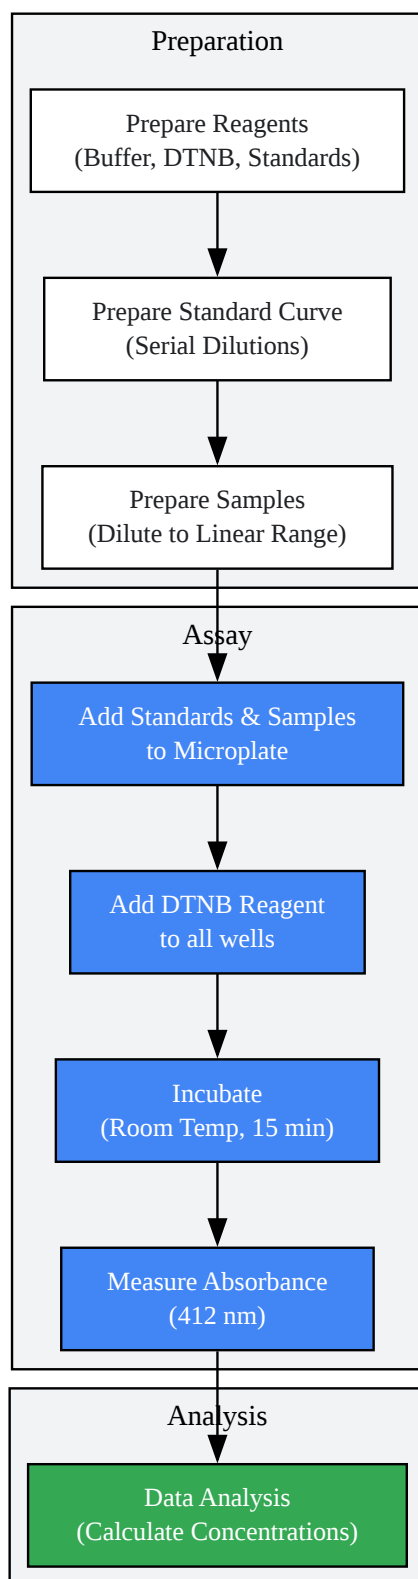 Preparation
Prepare Reagents
(Buffer, DTNB, Standards)
Prepare Standard Curve
(Serial Dilutions)
Prepare Samples
(Dilute to Linear Range)
Assay
Add Standards & Samples
to Microplate
Add DTNB Reagent
to all wells
Incubate
(Room Temp, 15 min)
Measure Absorbance
(412 nm)
Analysis
Data Analysis
(Calculate Concentrations)